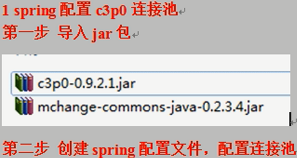 1 spring 配置 c3p0 连接池
第一步 导入 jar 包
c3p0-0.9.2.1.jar
mchange-commons-java-0.2.3.4.jar
第二步 创建 spring 配置文件，配置连接池